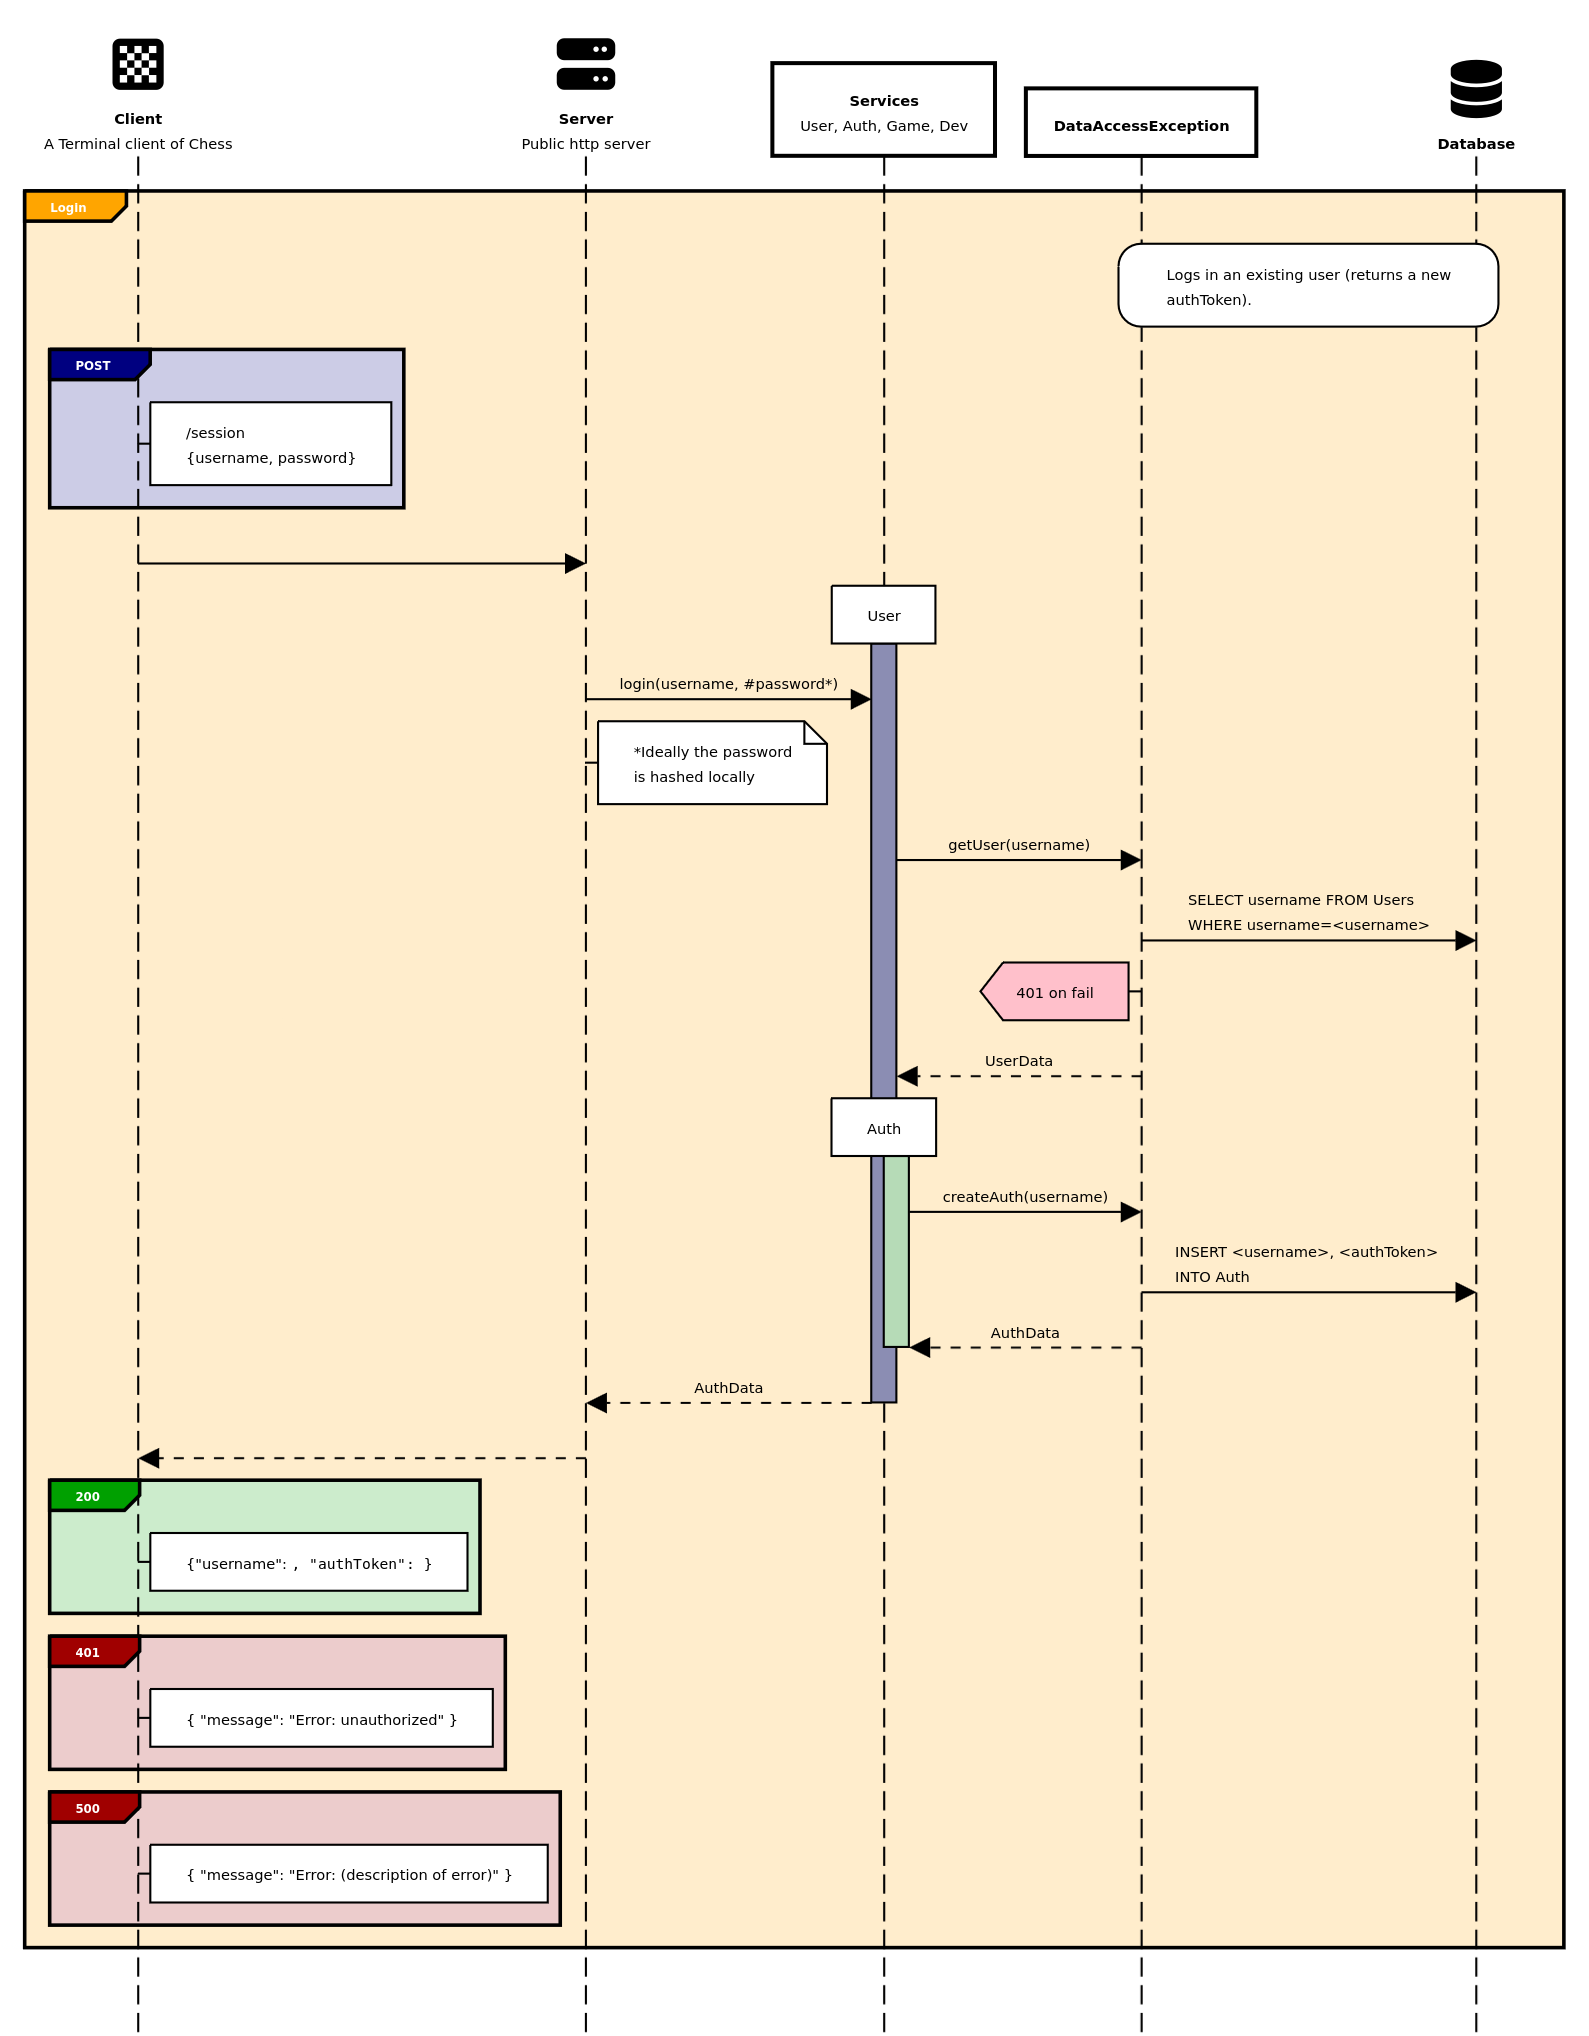 Client
A Terminal client of Chess
Server
Public http server
Services
User, Auth, Game, Dev
DataAccessException
Database
Login
Logs in an existing user (returns a new
authToken).
POST
/session
{username, password}
User
login(username, #password*)
*Ideally the password
is hashed locally
getUser(username)
SELECT username FROM Users
WHERE username=<username>
401 on fail
UserData
Auth
createAuth(username)
INSERT <username>, <authToken>
INTO Auth
AuthData
AuthData
200
{"username": , "authToken": }
401
{ "message": "Error: unauthorized" }
500
{ "message": "Error: (description of error)" }